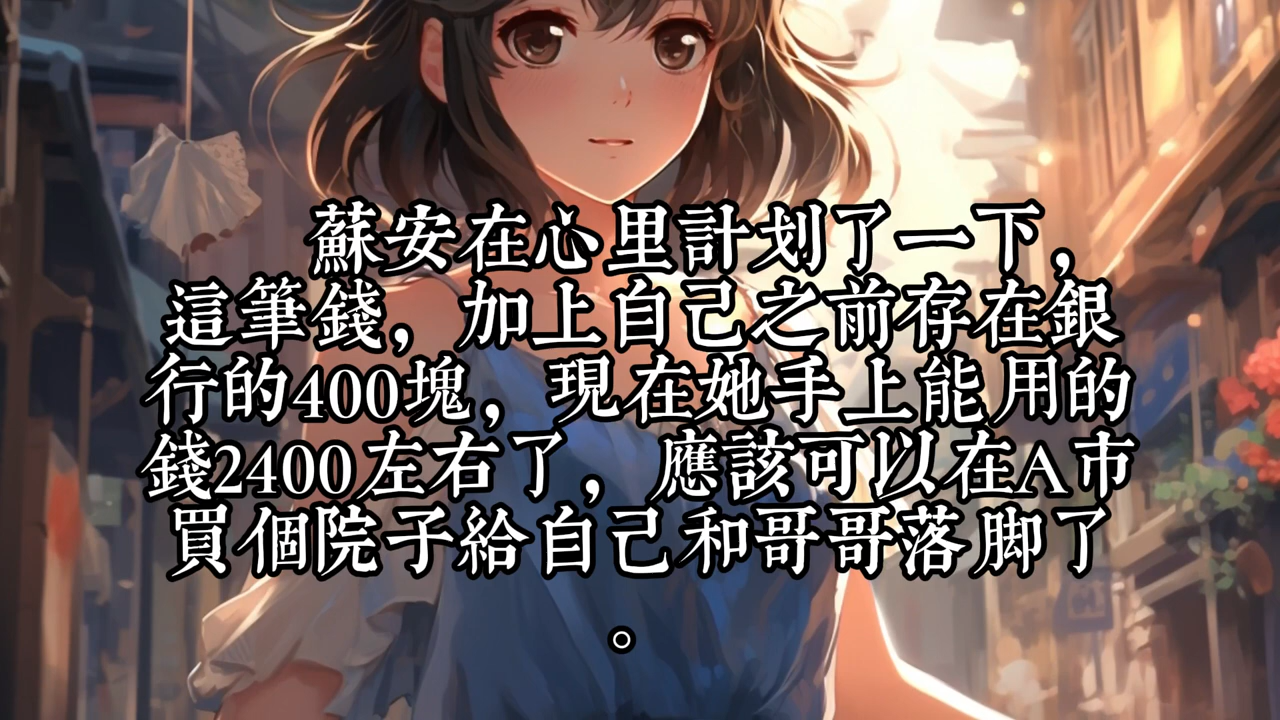 蘇安在心里計划了一下，
這筆錢，加上自己之前存在銀
行的400塊，現在她手上能用的
錢2400左右了，應該可以在A市
買個院子給自己和哥哥落脚了
。